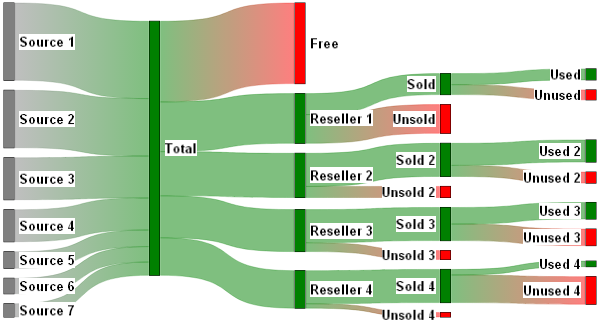 Source 1
Source 2
Source 3
Source 4
Source 5
Source 6
Source 7
Total
Free
Reseller 1
Reseller 2
Reseller 3
Reseller 4
Sold
Unsold
Sold 2
Unsold 2
Sold 3
Unsold 3
Sold 4
Unsold 4
Used
Unused
Used 2
Unused 2
Used 3
Unused 3
Used 4
Unused 4